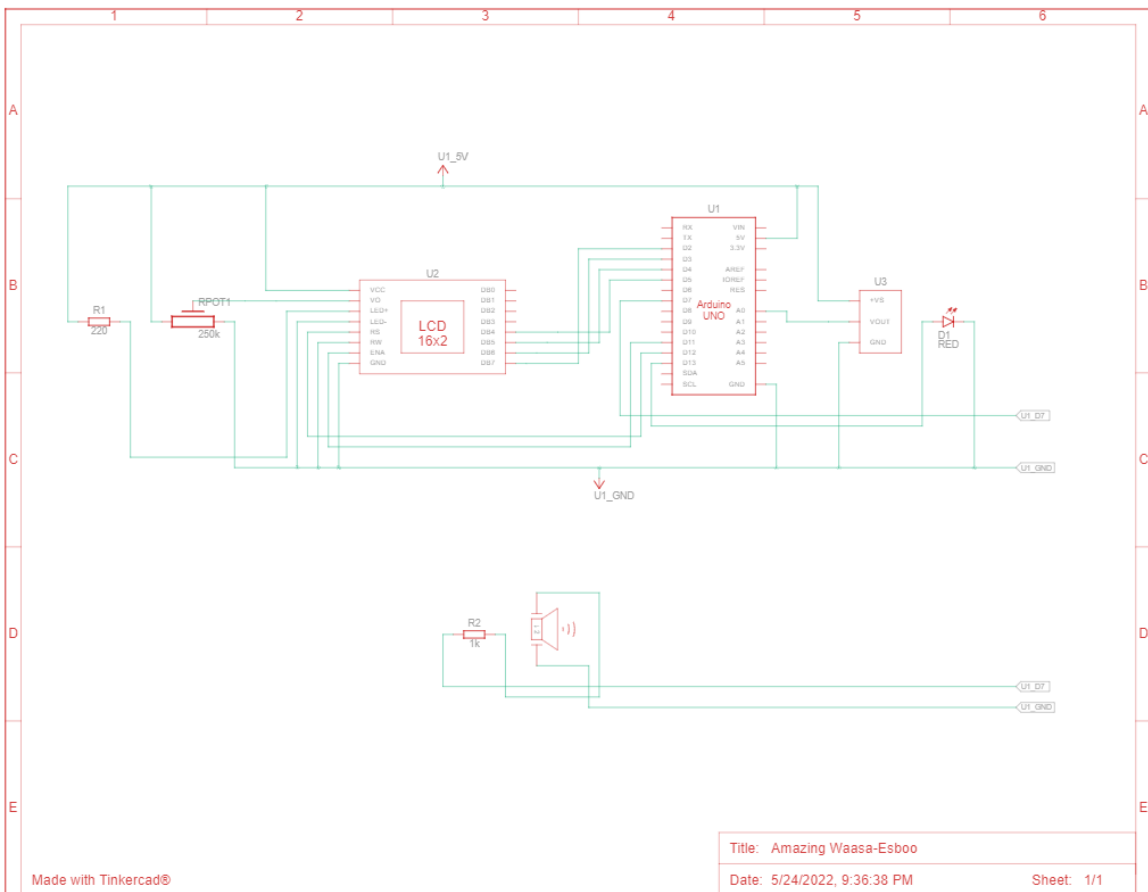 1 2 3 4 5 6
A A
U1_5V
U1
RX VIN
TX 5V
D2 3.3V
D3
D4 AREF
D5 IOREF
D6 RES
D7
D8 A0
D9 A1
D10 A2
D11 A3
D12 A4
D13 A5
SDA
SCL GND
Arduino
UNO
B B
U2
VCC DB0
VO DB1
LED+ DB2
LED- DB3
RS DB4
RW DB5
ENA DB6
GND DB7
LCD
16x2
U3
+VS
VOUT
GND
R1
220
RPOT1
250k
D1
RED
U1_D7
C C
U1_GND
U1_GND
D D
R2
1k
1 2
U1_D7
U1_GND
E E
Title: Amazing Waasa-Esboo
Made with Tinkercad®
Date: 5/24/2022, 9:36:38 PM
Sheet: 1/1